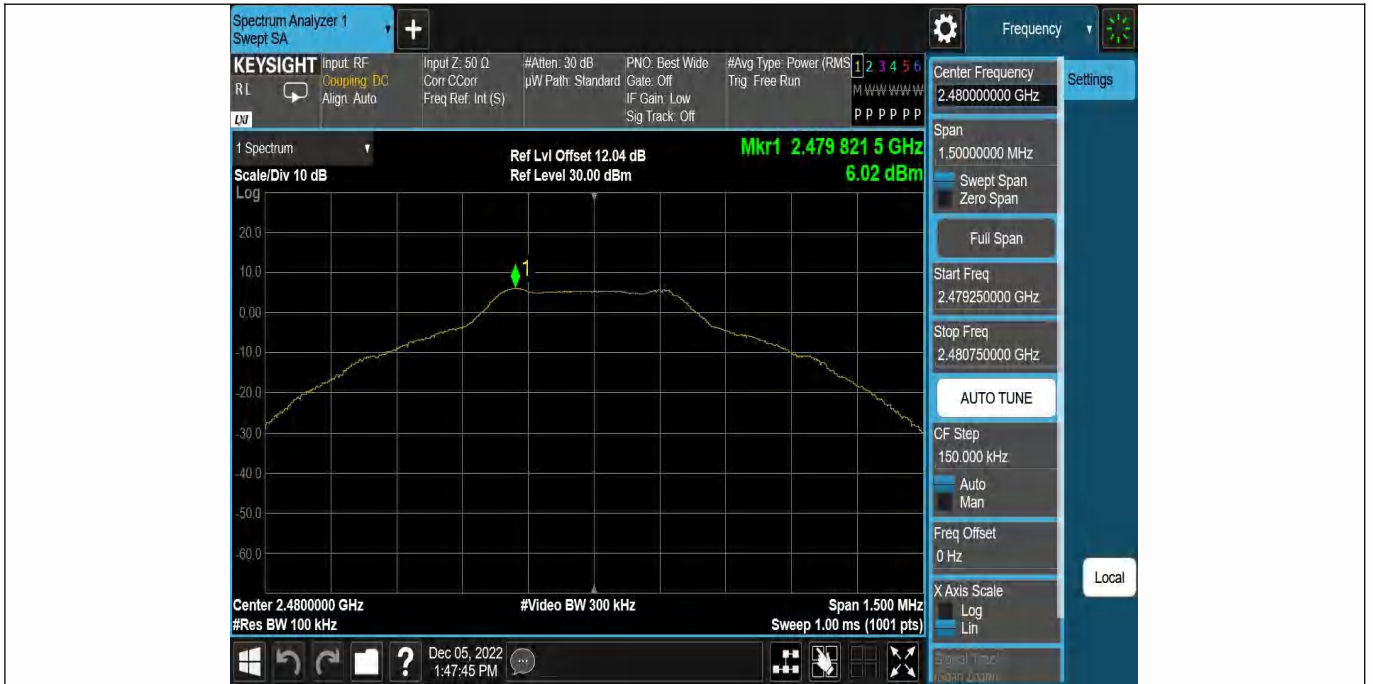 Spectrum Analyzer 1
Swept SA
+
Frequency
KEYSIGHT
RL
LXI
Input: RF
Coupling: DC
Align: Auto
Input Z: 50 Ω
Corr CCorr
Freq Ref: Int (S)
#Atten: 30 dB
µW Path: Standard
PNO: Best Wide
Gate: Off
IF Gain: Low
Sig Track: Off
#Avg Type: Power (RMS
Trig: Free Run
1 2 3 4 5 6
M W W W W W
P P P P P P
1 Spectrum
Scale/Div 10 dB
Ref Lvl Offset 12.04 dB
Ref Level 30.00 dBm
Mkr1 2.479 821 5 GHz
6.02 dBm
Log
20.0
10.0
0.00
-10.0
-20.0
-30.0
-40.0
-50.0
-60.0
1
Center 2.4800000 GHz
#Res BW 100 kHz
#Video BW 300 kHz
Span 1.500 MHz
Sweep 1.00 ms (1001 pts)
Center Frequency
2.480000000 GHz
Settings
Span
1.50000000 MHz
Swept Span
Zero Span
Full Span
Start Freq
2.479250000 GHz
Stop Freq
2.480750000 GHz
AUTO TUNE
CF Step
150.000 kHz
Auto
Man
Freq Offset
0 Hz
X Axis Scale
Log
Lin
Local
Signal Track
(Span Zoom)
?
Dec 05, 2022
1:47:45 PM